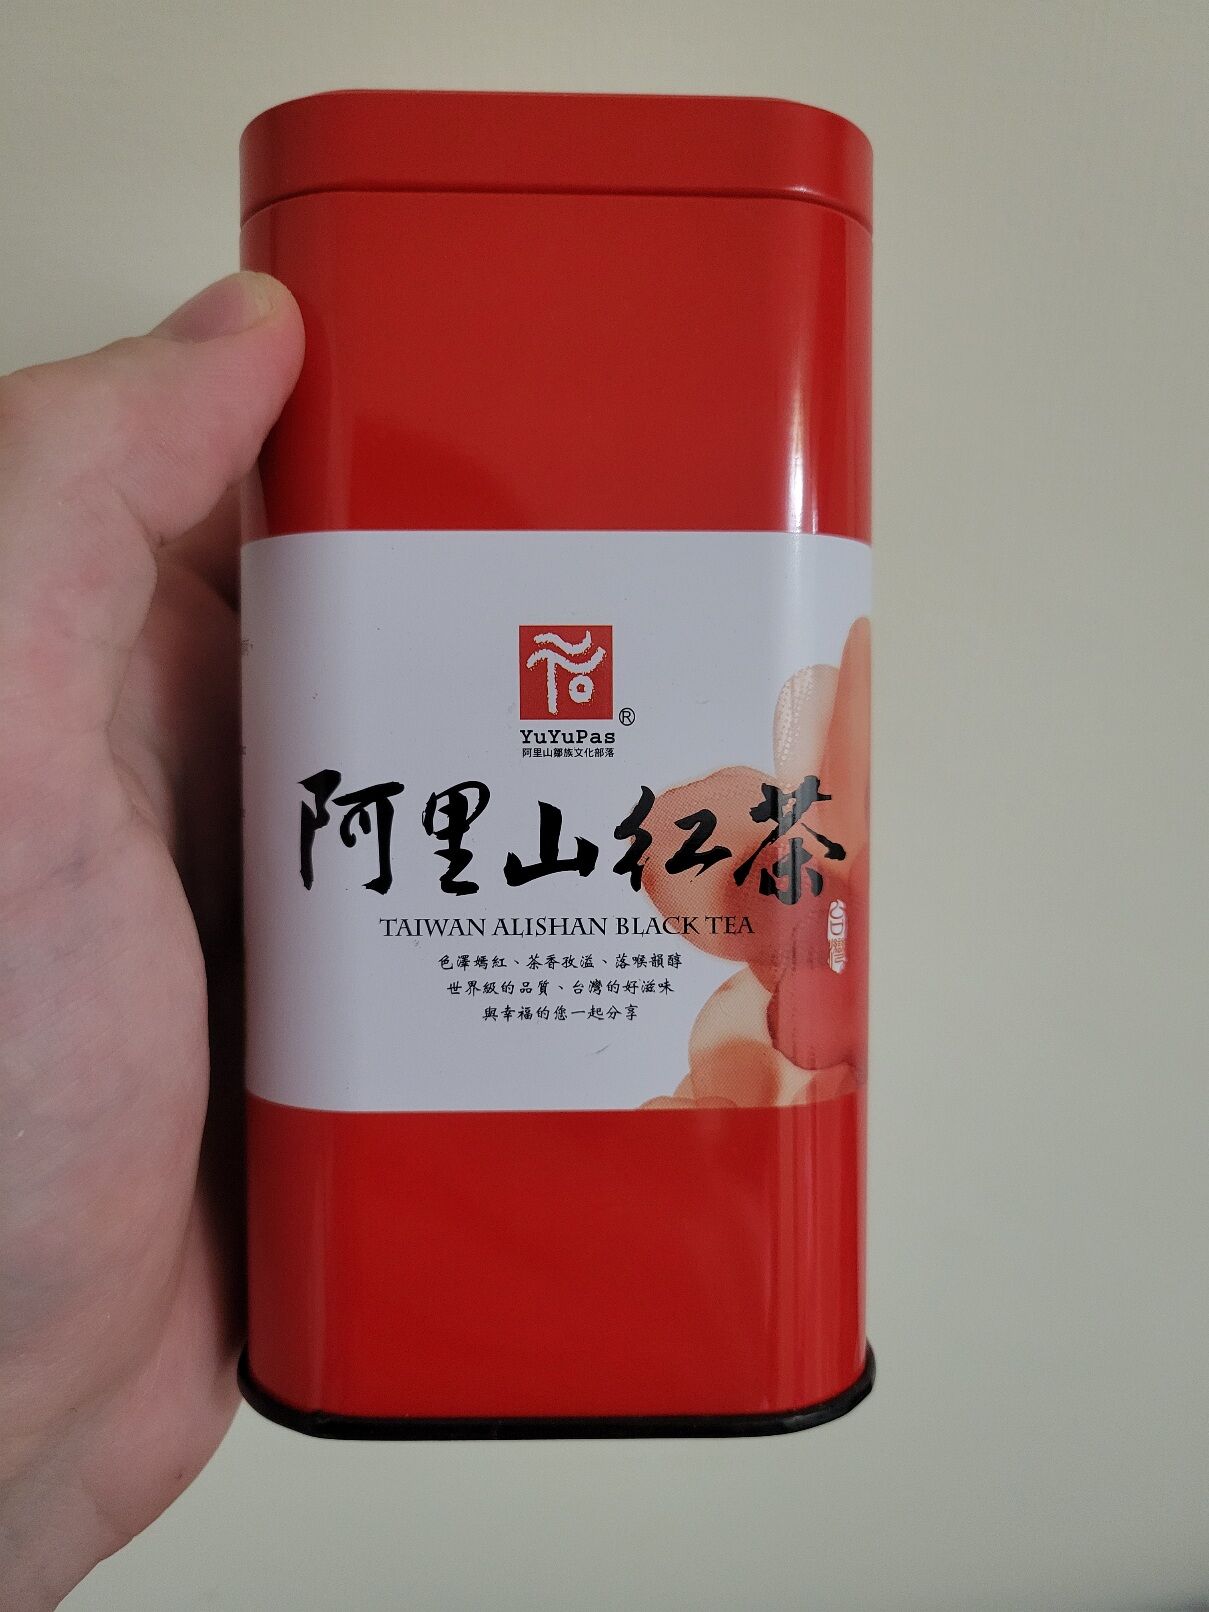 YuYuPas
阿里山鄒族文化部落
阿里山紅茶
TAIWAN ALISHAN BLACK TEA
台灣
色澤嫣紅、茶香孜溢、落喉韻醇
世界級的品質、台灣的好滋味
與幸福的您一起分享